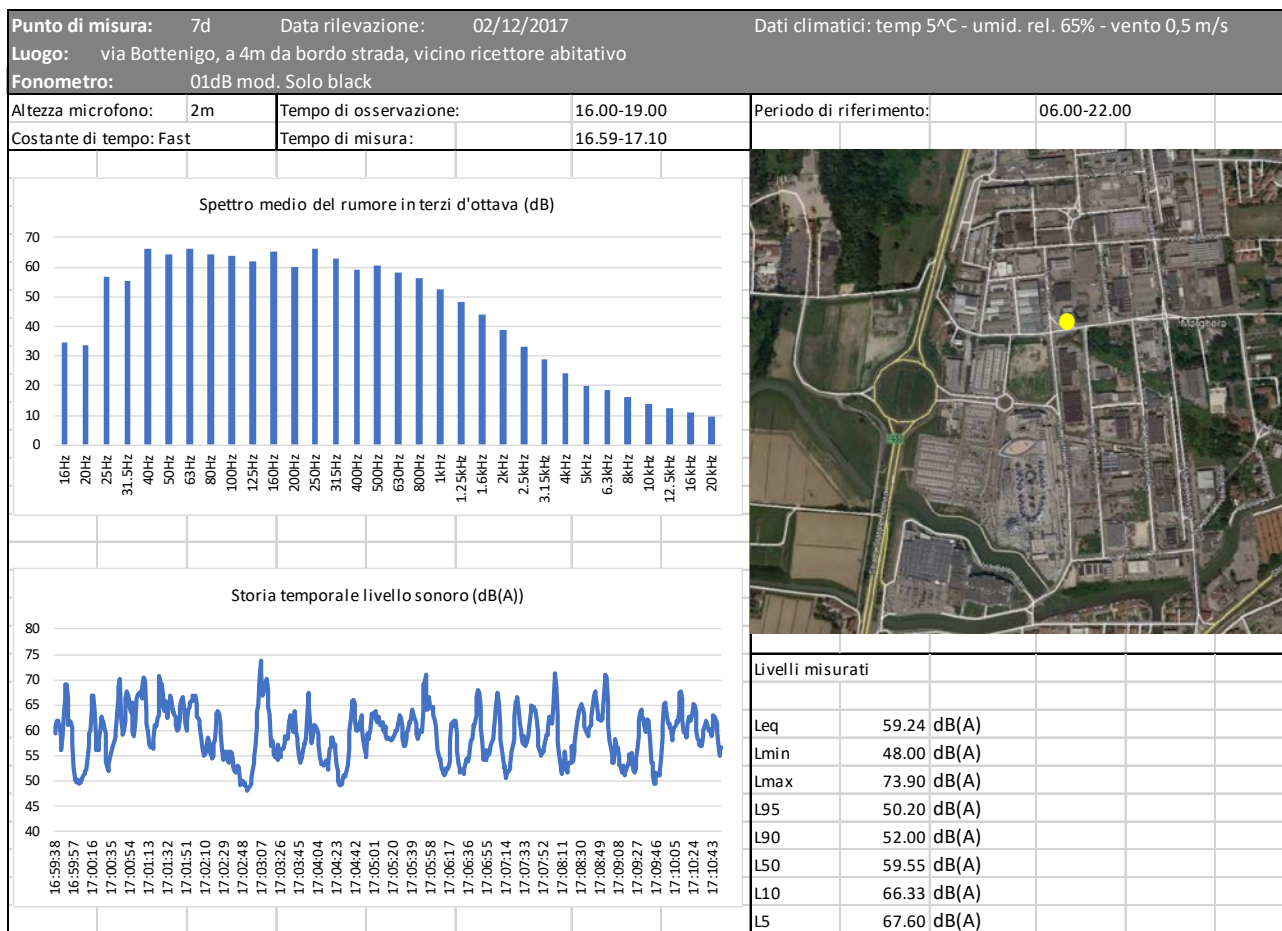 Punto di misura: 7d Data rilevazione: 02/12/2017 Dati climatici: temp 5^C - umid. rel. 65% - vento 0,5 m/s
Luogo: via Bottenigo, a 4m da bordo strada, vicino ricettore abitativo
Fonometro: 01dB mod. Solo black
Altezza microfono: 2m Tempo di osservazione: 16.00-19.00 Periodo di riferimento: 06.00-22.00
Costante di tempo: Fast Tempo di misura: 16.59-17.10
Spettro medio del rumore in terzi d'ottava (dB)
70
60
50
40
30
20
10
0
16Hz 20Hz 25Hz 31.5Hz 40Hz 50Hz 63Hz 80Hz 100Hz 125Hz 160Hz 200Hz 250Hz 315Hz 400Hz 500Hz 630Hz 800Hz 1kHz 1.25kHz 1.6kHz 2kHz 2.5kHz 3.15kHz 4kHz 5kHz 6.3kHz 8kHz 10kHz 12.5kHz 16kHz 20kHz
Marghera
Storia temporale livello sonoro (dB(A))
80
75
70
65
60
55
50
45
40
16:59:38 16:59:57 17:00:16 17:00:35 17:00:54 17:01:13 17:01:32 17:01:51 17:02:10 17:02:29 17:02:48 17:03:07 17:03:26 17:03:45 17:04:04 17:04:23 17:04:42 17:05:01 17:05:20 17:05:39 17:05:58 17:06:17 17:06:36 17:06:55 17:07:14 17:07:33 17:07:52 17:08:11 17:08:30 17:08:49 17:09:08 17:09:27 17:09:46 17:10:05 17:10:24 17:10:43
Livelli misurati
Leq 59.24 dB(A)
Lmin 48.00 dB(A)
Lmax 73.90 dB(A)
L95 50.20 dB(A)
L90 52.00 dB(A)
L50 59.55 dB(A)
L10 66.33 dB(A)
L5 67.60 dB(A)